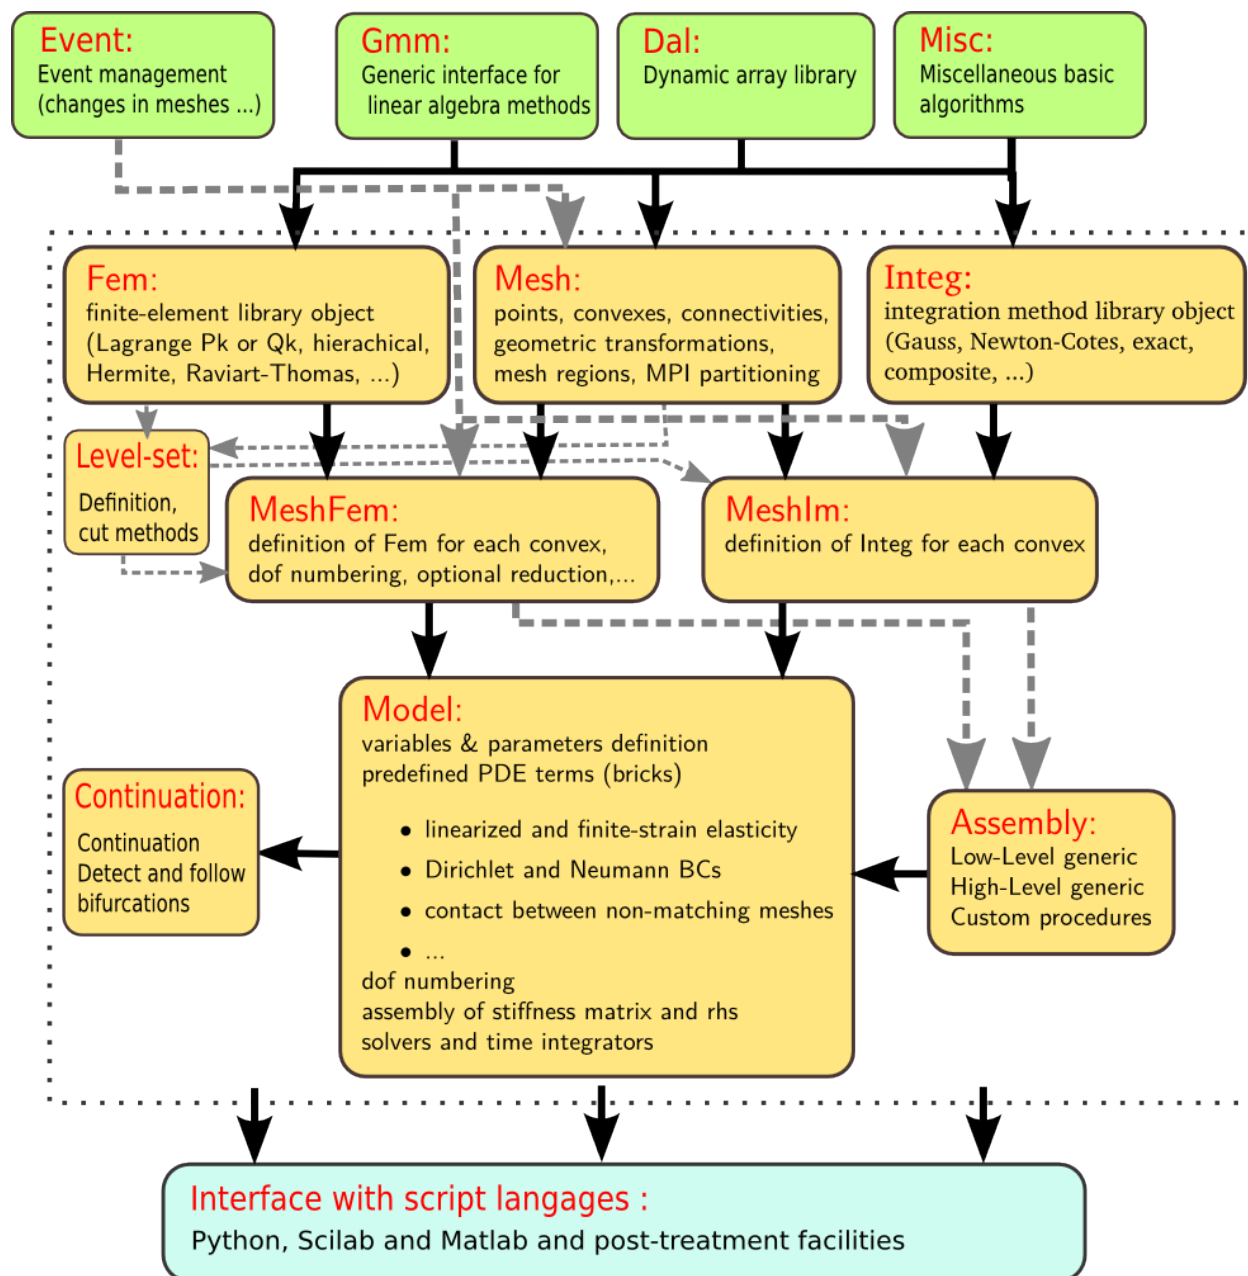 Event:
Event management
(changes in meshes ...)
Gmm:
Generic interface for
linear algebra methods
Dal:
Dynamic array library
Misc:
Miscellaneous basic
algorithms
Fem:
finite-element library object
(Lagrange Pk or Qk, hierachical,
Hermite, Raviart-Thomas, ...)
Mesh:
points, convexes, connectivities,
geometric transformations,
mesh regions, MPI partitioning
Integ:
integration method library object
(Gauss, Newton-Cotes, exact,
composite, ...)
Level-set:
Definition,
cut methods
MeshFem:
definition of Fem for each convex,
dof numbering, optional reduction,...
MeshIm:
definition of Integ for each convex
Model:
variables & parameters definition
predefined PDE terms (bricks)
• linearized and finite-strain elasticity
• Dirichlet and Neumann BCs
• contact between non-matching meshes
• ...
dof numbering
assembly of stiffness matrix and rhs
solvers and time integrators
Continuation:
Continuation
Detect and follow
bifurcations
Assembly:
Low-Level generic
High-Level generic
Custom procedures
Interface with script langages :
Python, Scilab and Matlab and post-treatment facilities